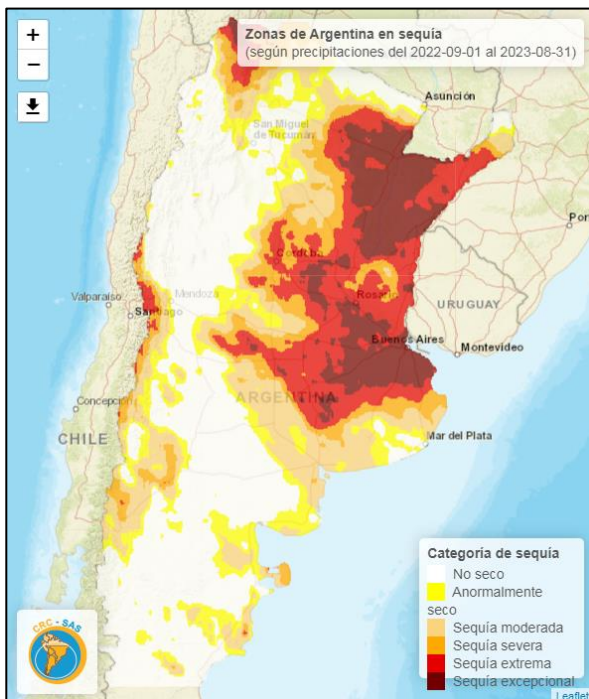 +
−
Zonas de Argentina en sequía
(según precipitaciones del 2022-09-01 al 2023-08-31)
Asunción
San Miguel
de Tucumán
Córdoba
Valparaíso
Mendoza
Santiago
Rosario
URUGUAY
Buenos Aires
Montevideo
Concepción
ARGENTINA
CHILE
Mar del Plata
Categoría de sequía
No seco
Anormalmente
seco
Sequía moderada
Sequía severa
Sequía extrema
Sequía excepcional
CRC - SAS
Leaflet